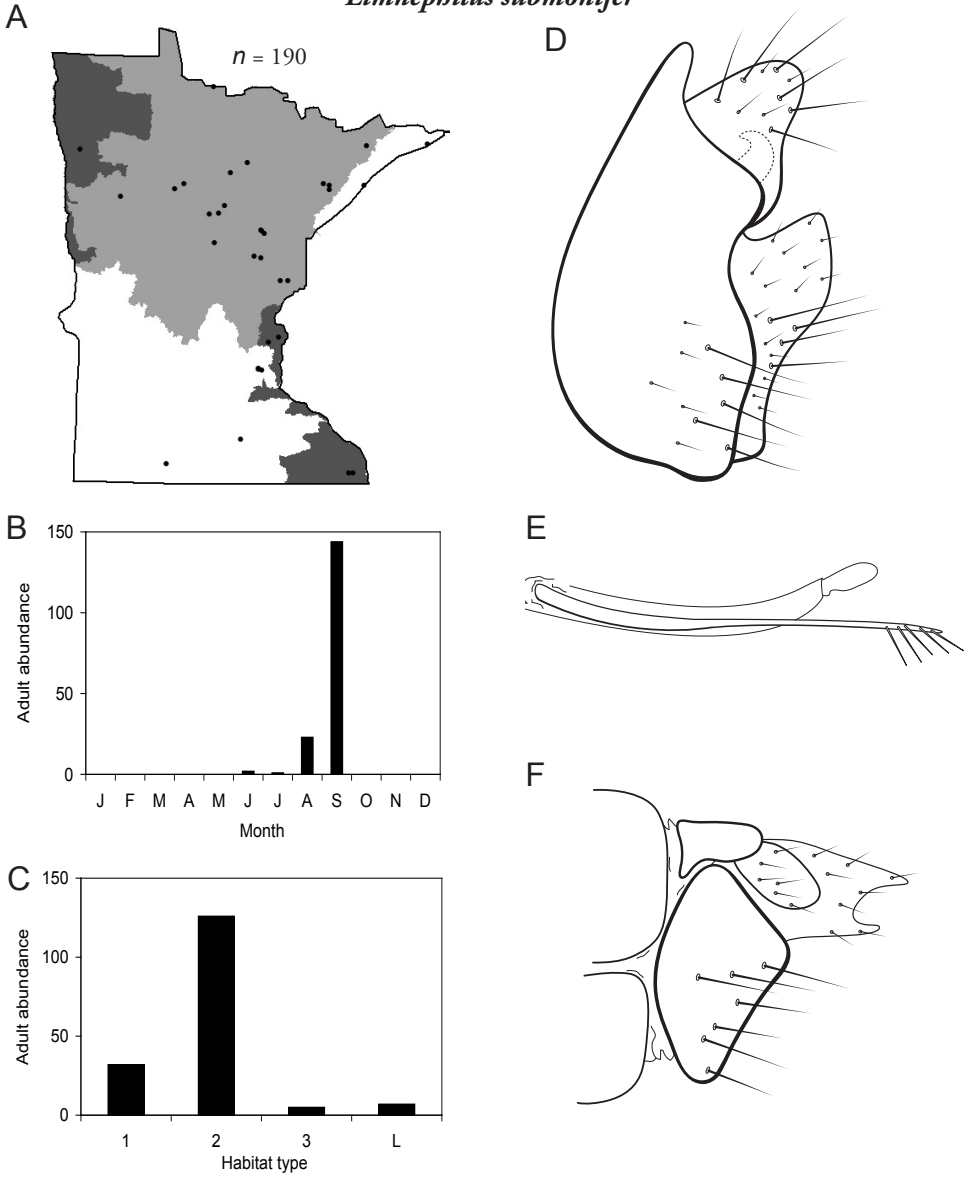 Limnephilus submonifer
A
n = 190
D
B
150
100
50
0
Adult abundance
J F M A M J J A S O N D
Month
C
150
100
50
0
Adult abundance
1 2 3 L
Habitat type
E
F